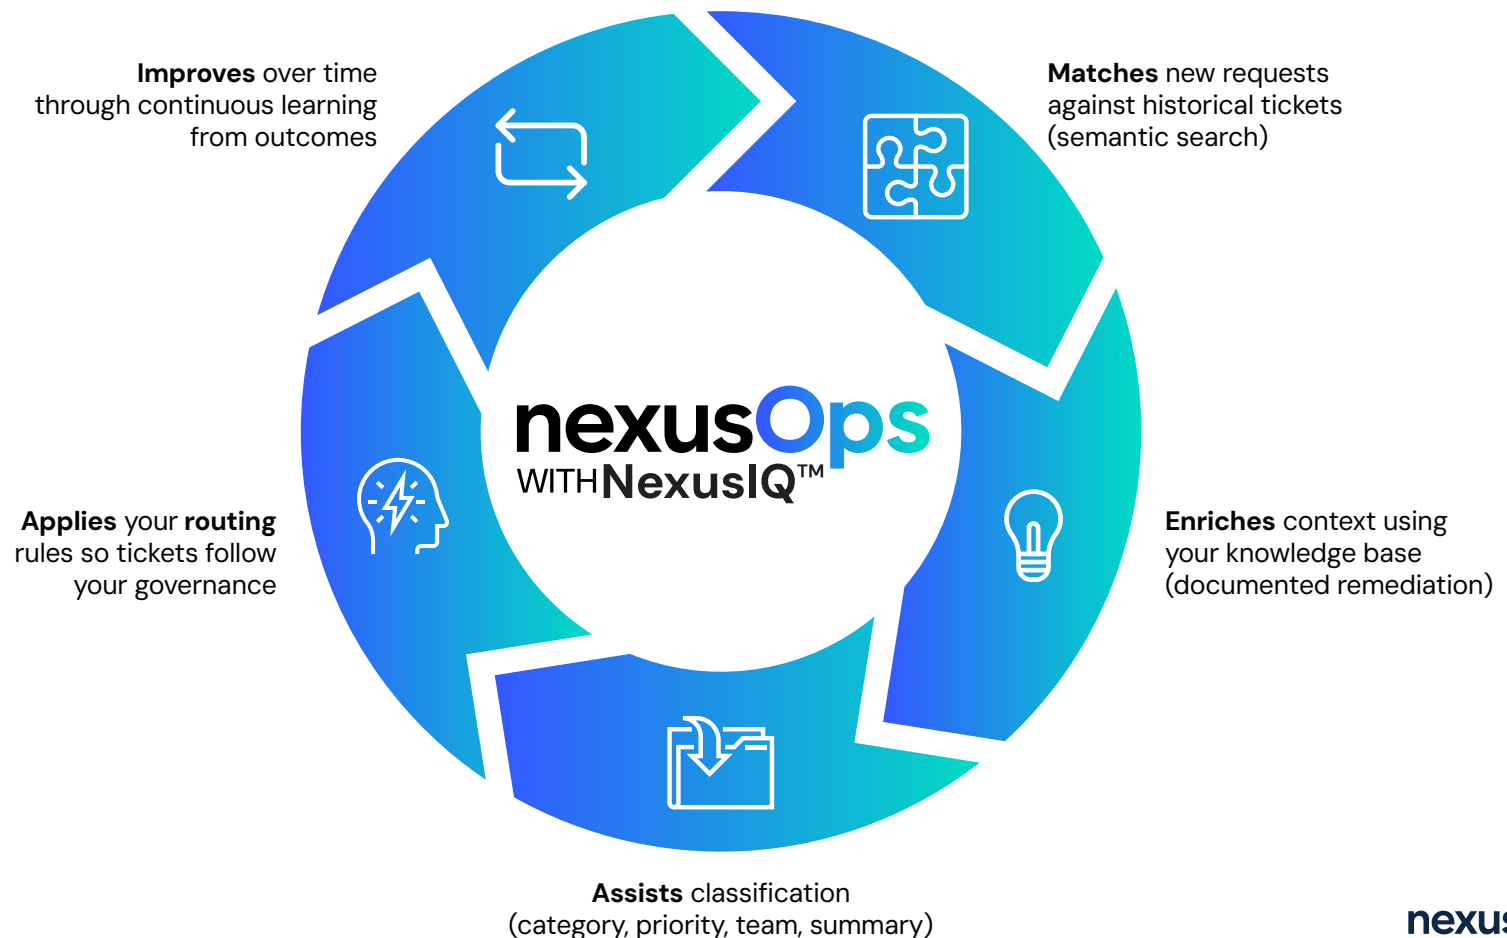 Improves over time
through continuous learning
from outcomes
Matches new requests
against historical tickets
(semantic search)
nexusOps
WITH NexusIQ™
Applies your routing
rules so tickets follow
your governance
Enriches context using
your knowledge base
(documented remediation)
Assists classification
(category, priority, team, summary)
nexus